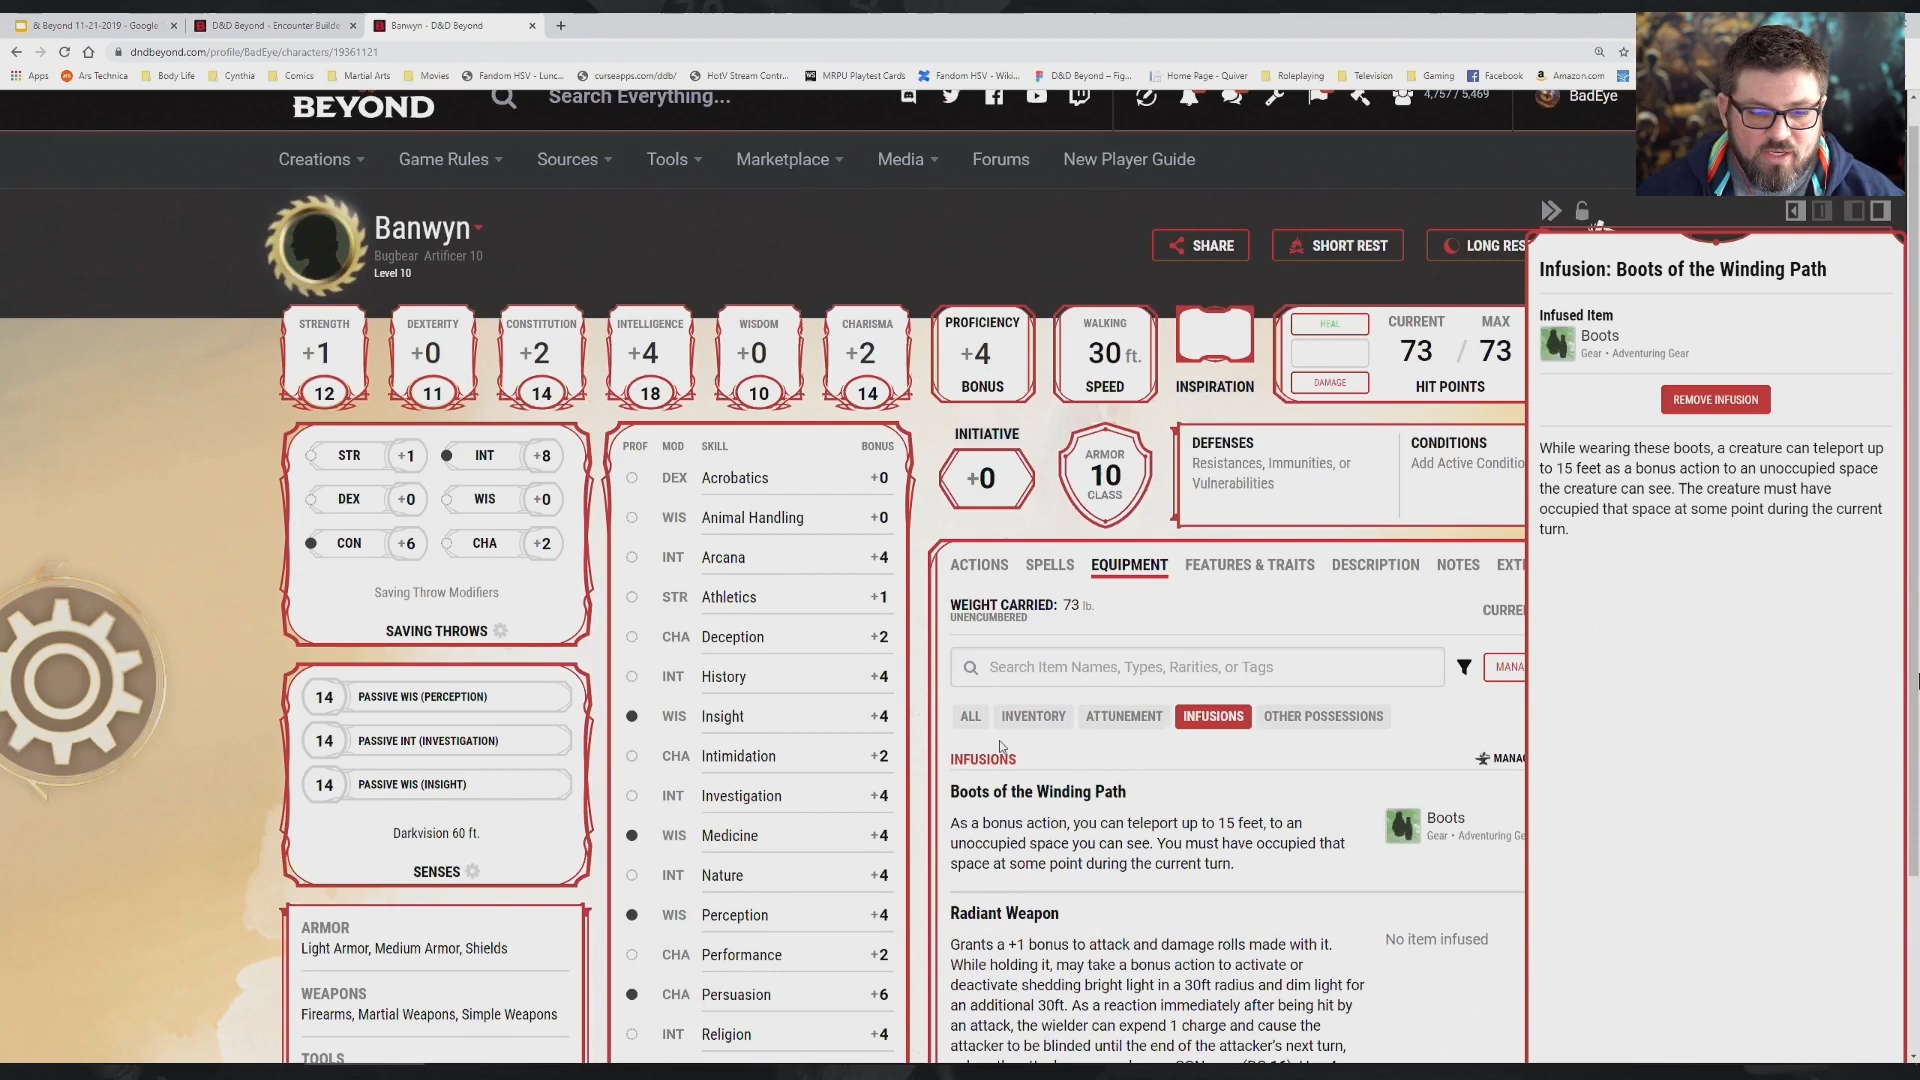 & Beyond 11-21-2019 - Google
D&D Beyond - Encounter Builde
Banwyn - D&D Beyond
dndbeyond.com/profile/BadEye/characters/19361121
Apps
Ars Technica
Body Life
Cynthia
Comics
Martial Arts
Movies
Fandom HSV - Lunc...
curseapps.com/ddb/
HotV Stream Contr...
MRPU Playtest Cards
Fandom HSV - Wiki...
D&D Beyond – Fig...
Home Page - Quiver
Roleplaying
Television
Gaming
Facebook
Amazon.com
BEYOND
Search Everything...
4,757 / 5,469
BadEye
Creations
Game Rules
Sources
Tools
Marketplace
Media
Forums
New Player Guide
Banwyn
Bugbear Artificer 10
Level 10
SHARE
SHORT REST
LONG RES
STRENGTH
+1
12
DEXTERITY
+0
11
CONSTITUTION
+2
14
INTELLIGENCE
+4
18
WISDOM
+0
10
CHARISMA
+2
14
PROFICIENCY
+4
BONUS
WALKING
30 ft.
SPEED
INSPIRATION
HEAL
DAMAGE
CURRENT
MAX
73 / 73
HIT POINTS
STR +1
INT +8
DEX +0
WIS +0
CON +6
CHA +2
Saving Throw Modifiers
SAVING THROWS
14 PASSIVE WIS (PERCEPTION)
14 PASSIVE INT (INVESTIGATION)
14 PASSIVE WIS (INSIGHT)
Darkvision 60 ft.
SENSES
ARMOR
Light Armor, Medium Armor, Shields
WEAPONS
Firearms, Martial Weapons, Simple Weapons
TOOLS
PROF MOD SKILL BONUS
DEX Acrobatics +0
WIS Animal Handling +0
INT Arcana +4
STR Athletics +1
CHA Deception +2
INT History +4
WIS Insight +4
CHA Intimidation +2
INT Investigation +4
WIS Medicine +4
INT Nature +4
WIS Perception +4
CHA Performance +2
CHA Persuasion +6
INT Religion +4
INITIATIVE
+0
ARMOR
10
CLASS
DEFENSES
Resistances, Immunities, or
Vulnerabilities
CONDITIONS
Add Active Conditio
ACTIONS
SPELLS
EQUIPMENT
FEATURES & TRAITS
DESCRIPTION
NOTES
EXT
WEIGHT CARRIED: 73 lb.
UNENCUMBERED
CURRE
Search Item Names, Types, Rarities, or Tags
MANA
ALL
INVENTORY
ATTUNEMENT
INFUSIONS
OTHER POSSESSIONS
INFUSIONS
MANAG
Boots of the Winding Path
As a bonus action, you can teleport up to 15 feet, to an
unoccupied space you can see. You must have occupied that
space at some point during the current turn.
Boots
Gear • Adventuring Ge
Radiant Weapon
Grants a +1 bonus to attack and damage rolls made with it.
While holding it, may take a bonus action to activate or
deactivate shedding bright light in a 30ft radius and dim light for
an additional 30ft. As a reaction immediately after being hit by
an attack, the wielder can expend 1 charge and cause the
attacker to be blinded until the end of the attacker's next turn,
No item infused
Infusion: Boots of the Winding Path
Infused Item
Boots
Gear • Adventuring Gear
REMOVE INFUSION
While wearing these boots, a creature can teleport up
to 15 feet as a bonus action to an unoccupied space
the creature can see. The creature must have
occupied that space at some point during the current
turn.